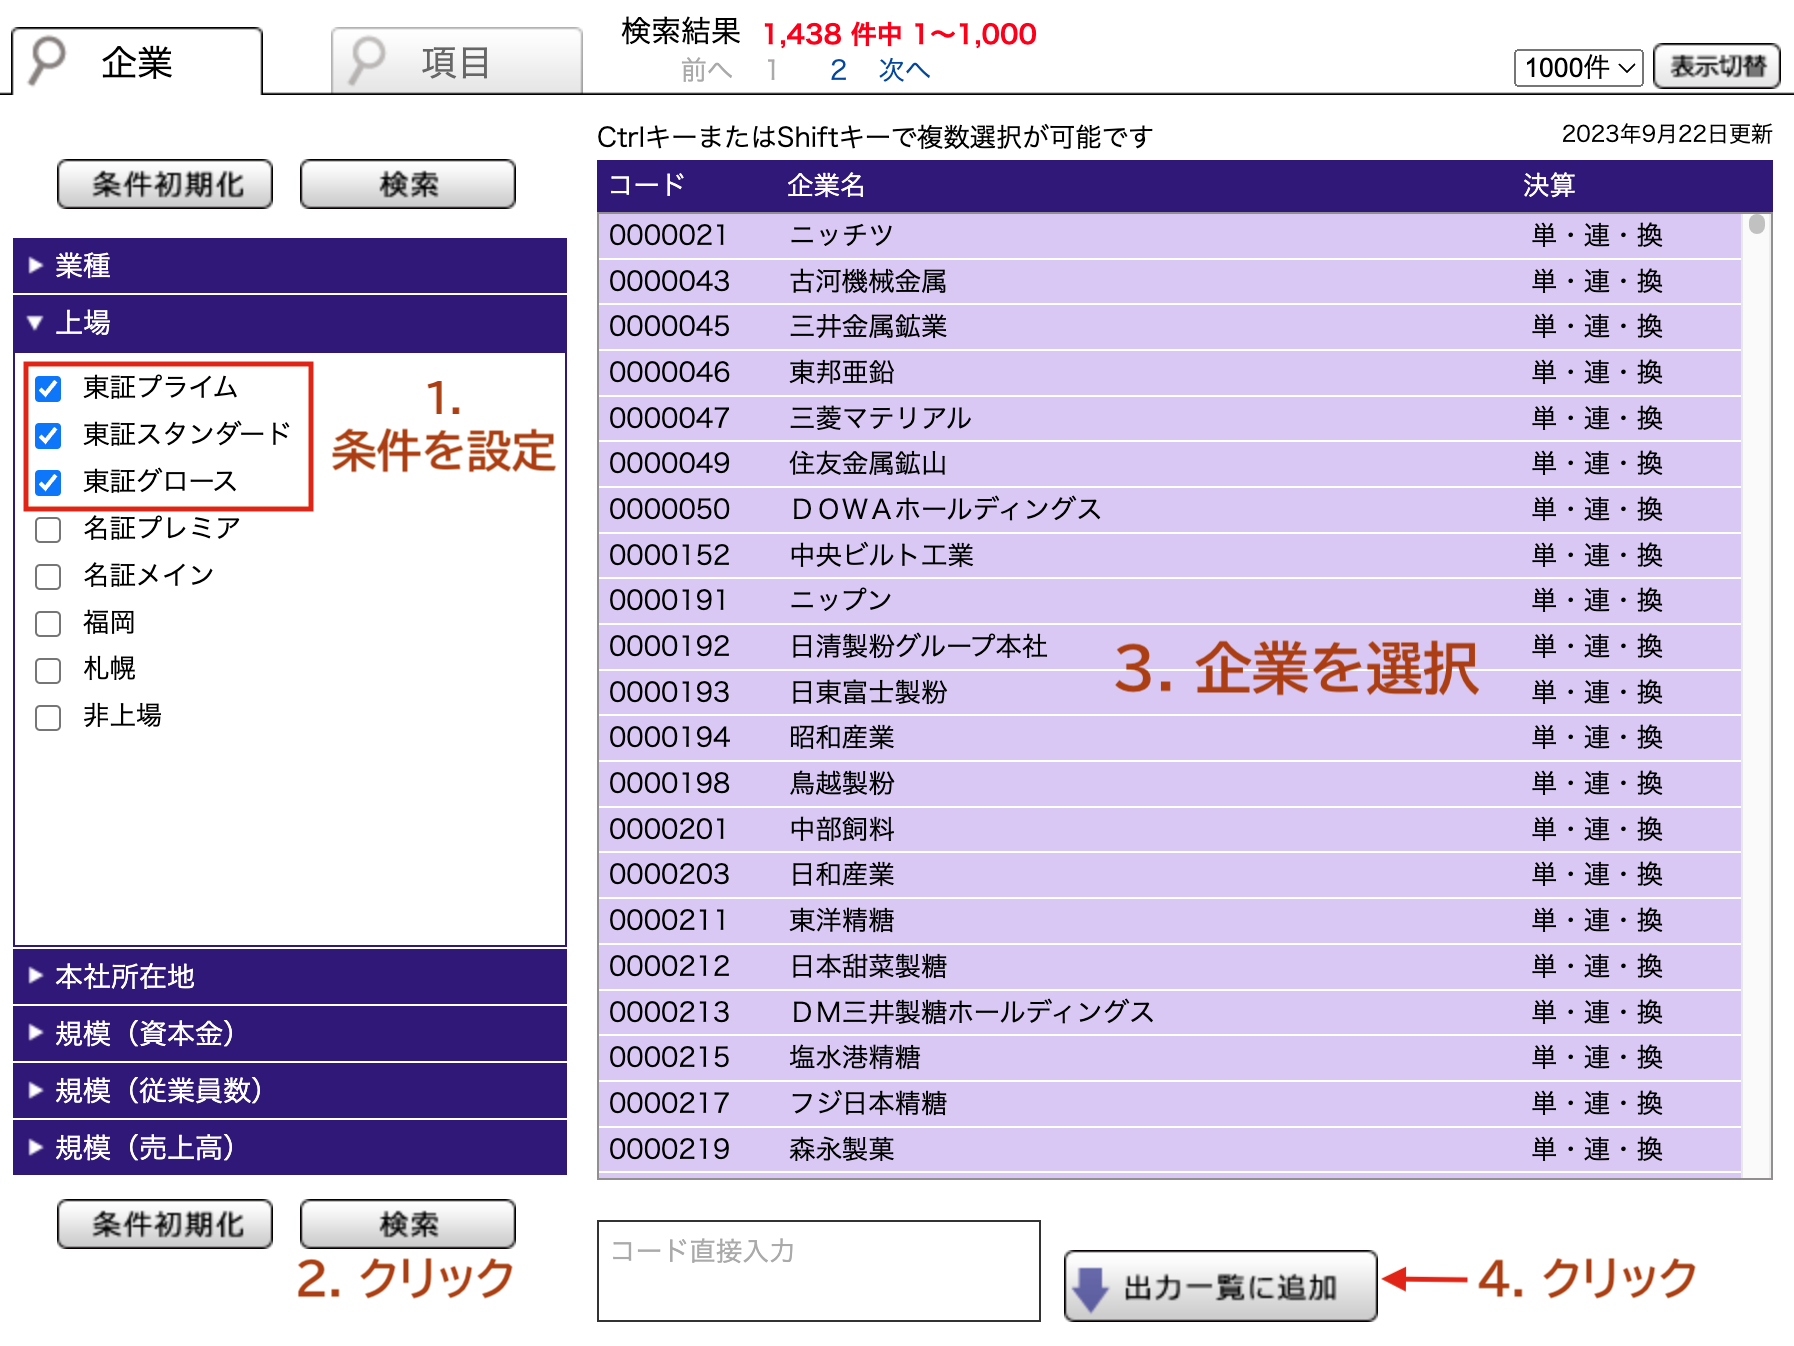 企業
項目
検索結果 1,438 件中 1〜1,000
前へ 1 2 次へ
1000件
表示切替
CtrlキーまたはShiftキーで複数選択が可能です
2023年9月22日更新
条件初期化
検索
業種
上場
東証プライム
東証スタンダード
東証グロース
名証プレミア
名証メイン
福岡
札幌
非上場
1.
条件を設定
本社所在地
規模（資本金）
規模（従業員数）
規模（売上高）
条件初期化
検索
2. クリック
コード 企業名 決算
0000021 ニッチツ 単・連・換
0000043 古河機械金属 単・連・換
0000045 三井金属鉱業 単・連・換
0000046 東邦亜鉛 単・連・換
0000047 三菱マテリアル 単・連・換
0000049 住友金属鉱山 単・連・換
0000050 ＤＯＷＡホールディングス 単・連・換
0000152 中央ビルト工業 単・連・換
0000191 ニップン 単・連・換
0000192 日清製粉グループ本社 単・連・換
0000193 日東富士製粉 単・連・換
3. 企業を選択
0000194 昭和産業 単・連・換
0000198 鳥越製粉 単・連・換
0000201 中部飼料 単・連・換
0000203 日和産業 単・連・換
0000211 東洋精糖 単・連・換
0000212 日本甜菜製糖 単・連・換
0000213 ＤＭ三井製糖ホールディングス 単・連・換
0000215 塩水港精糖 単・連・換
0000217 フジ日本精糖 単・連・換
0000219 森永製菓 単・連・換
コード直接入力
出力一覧に追加
4. クリック